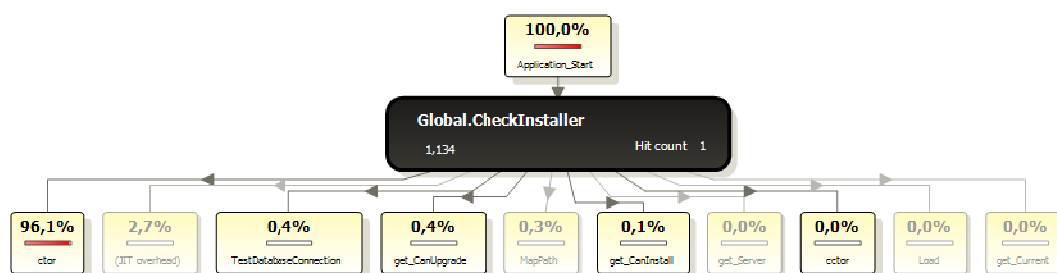 100,0%
Application_Start
Global.CheckInstaller
1,134 Hit count 1
96,1% 2,7% 0,4% 0,4% 0,3% 0,1% 0,0% 0,0% 0,0% 0,0%
ctor (JIT overhead) TestDatabaseConnection get_CanUpgrade MapPath get_CanInstall get_Server cctor Load get_Current